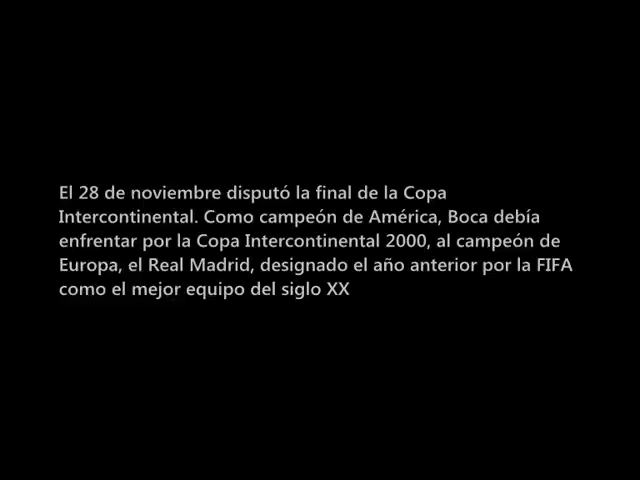 El 28 de noviembre disputó la final de la Copa
Intercontinental. Como campeón de América, Boca debía
enfrentar por la Copa Intercontinental 2000, al campeón de
Europa, el Real Madrid, designado el año anterior por la FIFA
como el mejor equipo del siglo XX